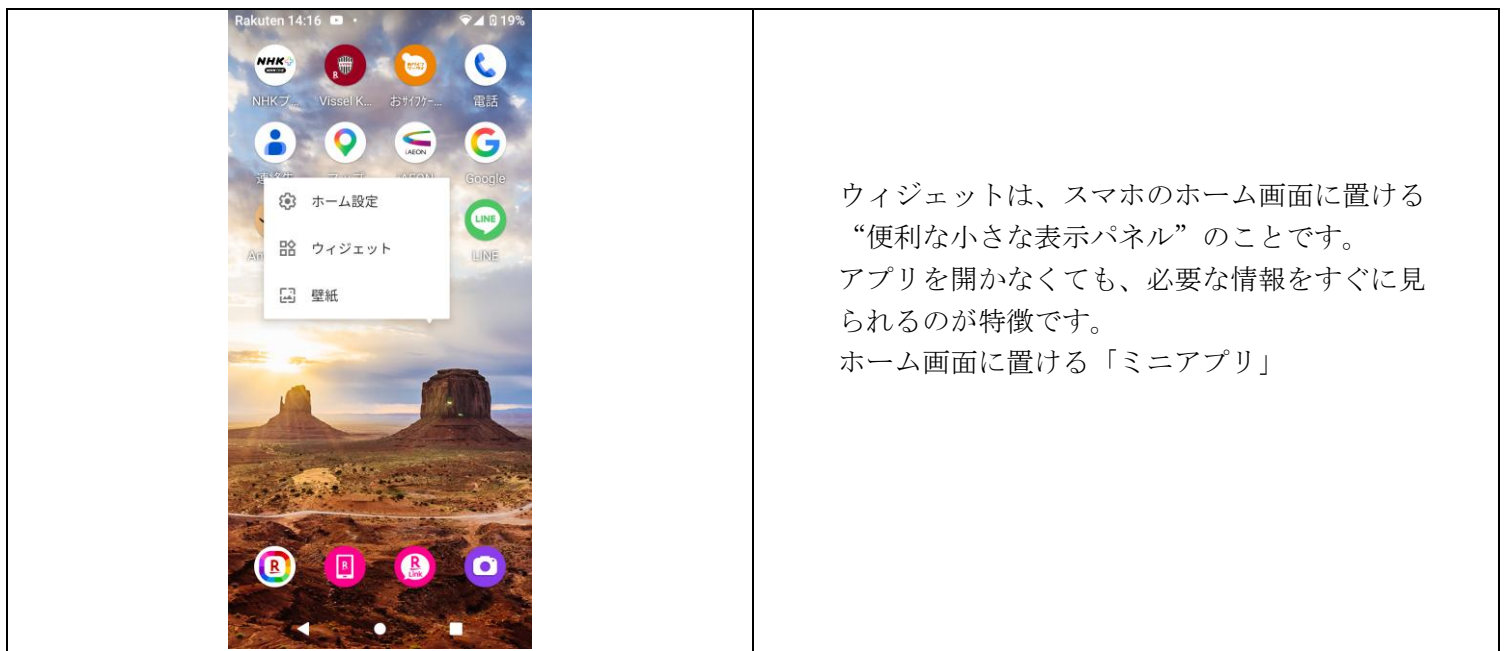 Rakuten 14:16
19%
NHK+
NHKプ...
Vissel K...
おサイフケー...
電話
iAEON
Google
ホーム設定
LINE
LINE
ウィジェット
壁紙
R
R
R
Link
ウィジェットは、スマホのホーム画面に置ける
“便利な小さな表示パネル”のことです。
アプリを開かなくても、必要な情報をすぐに見
られるのが特徴です。
ホーム画面に置ける「ミニアプリ」